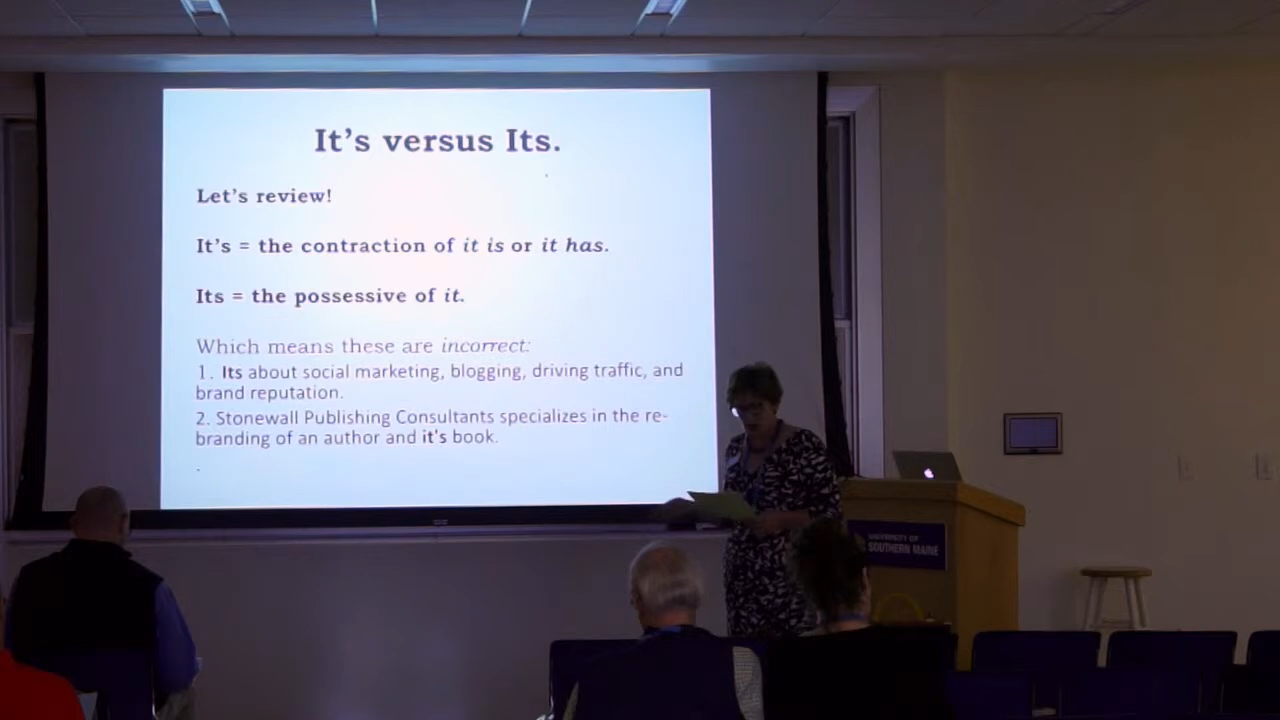 It's versus Its.
Let's review!
It's = the contraction of it is or it has.
Its = the possessive of it.
Which means these are incorrect:
1. Its about social marketing, blogging, driving traffic, and
brand reputation.
2. Stonewall Publishing Consultants specializes in the re-
branding of an author and it's book.
.
UNIVERSITY OF
SOUTHERN MAINE